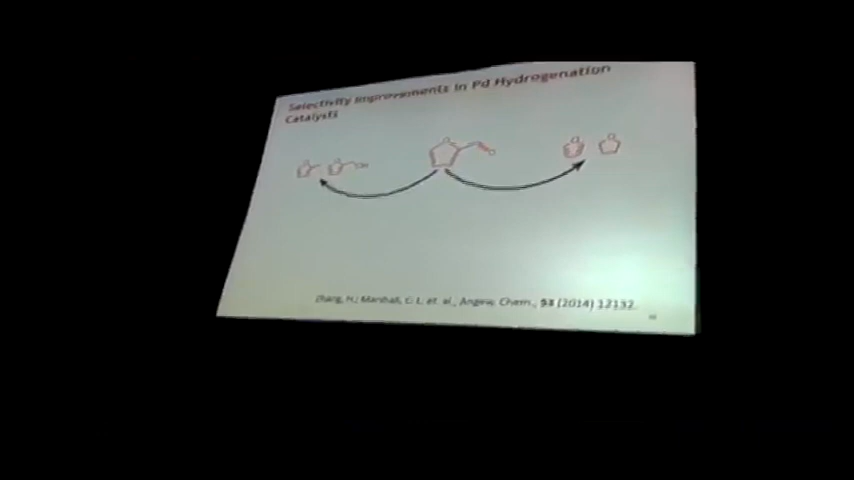 Selectivity Improvements in Pd Hydrogenation
Catalysts
Zhang, H.; Marshall, C. L. et. al., Angew. Chem., 53 (2014) 12132.